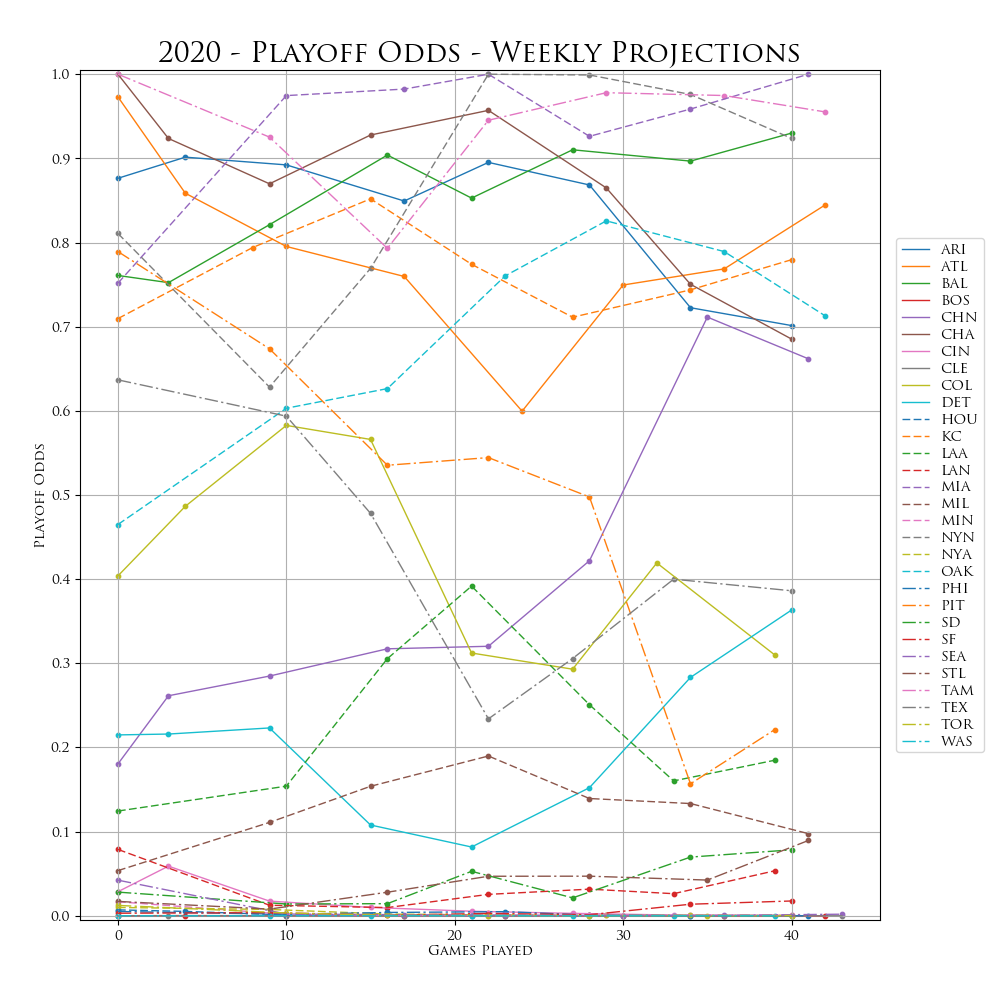 2020 - Playoff Odds - Weekly Projections
1.0
0.9
0.8
0.7
0.6
0.5
0.4
0.3
0.2
0.1
0.0
Playoff Odds
0 10 20 30 40
Games Played
ARI
ATL
BAL
BOS
CHN
CHA
CIN
CLE
COL
DET
HOU
KC
LAA
LAN
MIA
MIL
MIN
NYN
NYA
OAK
PHI
PIT
SD
SF
SEA
STL
TAM
TEX
TOR
WAS